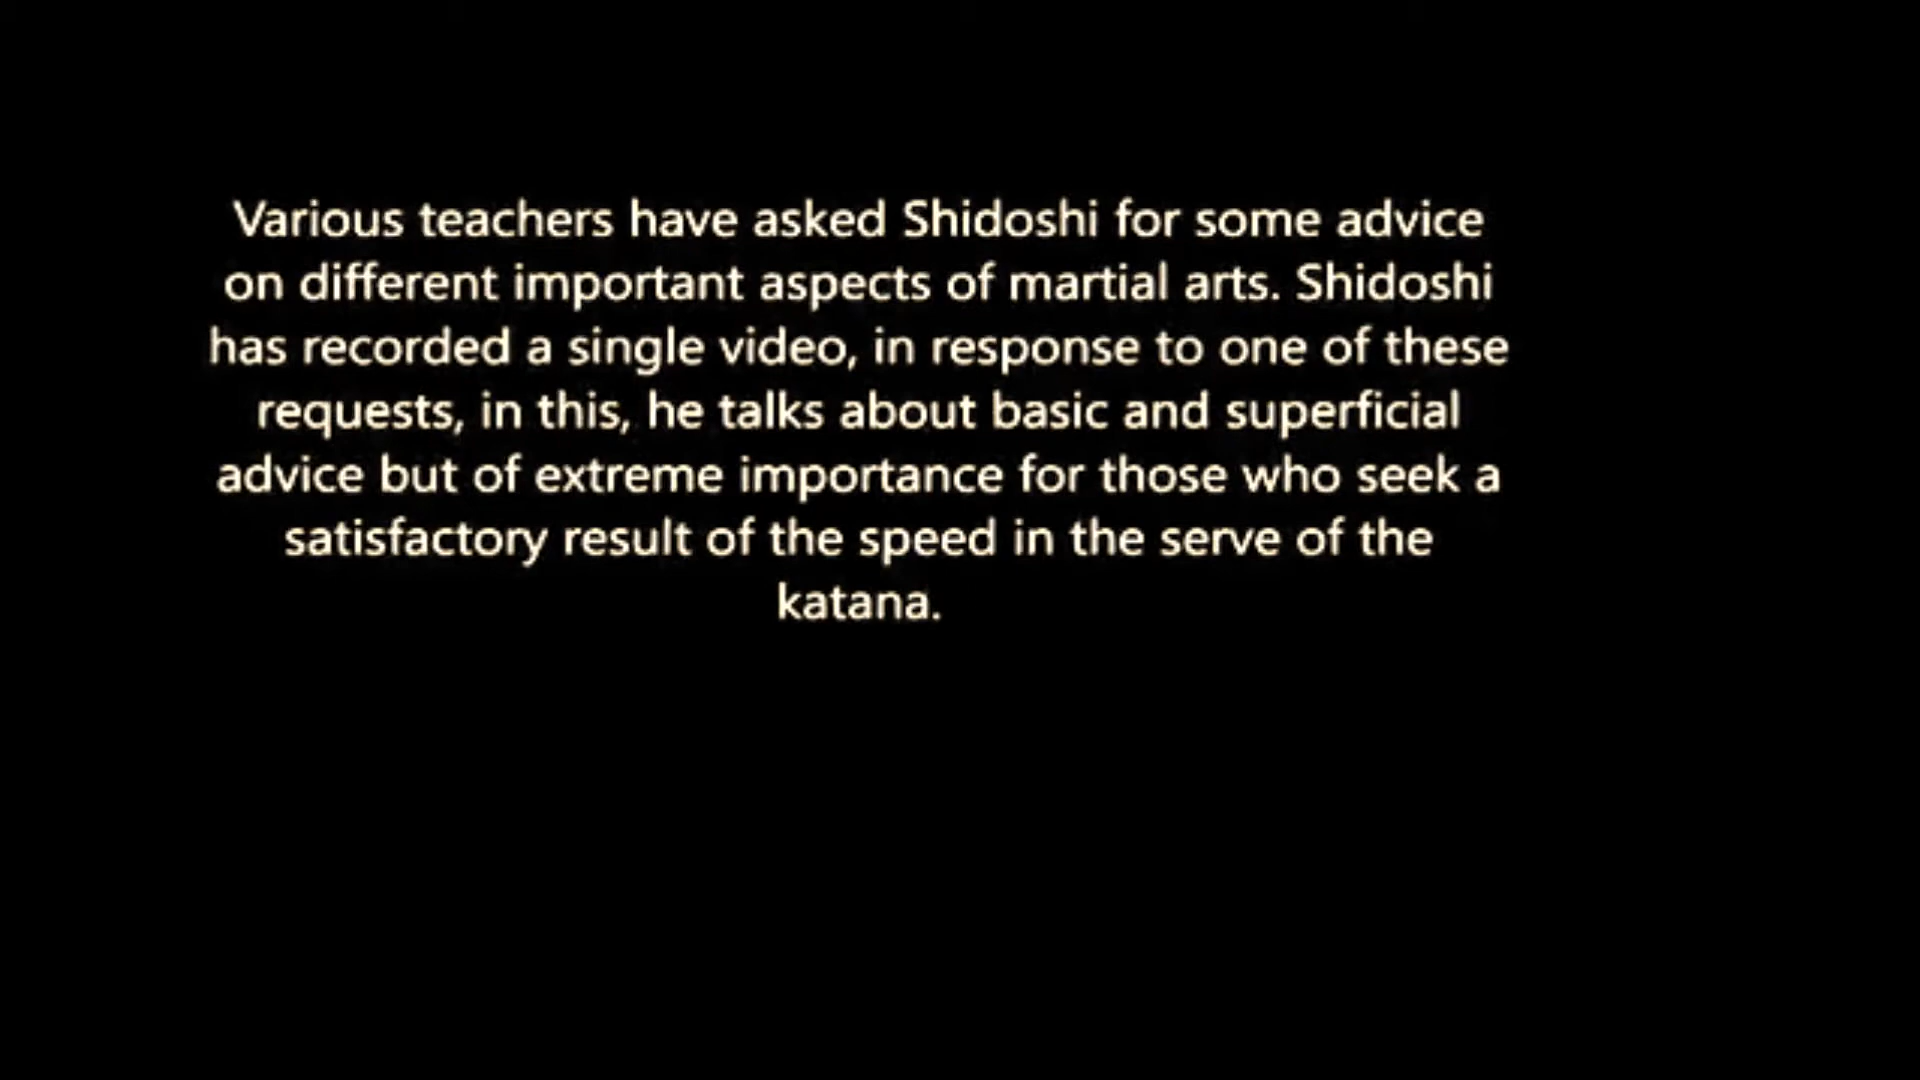 Various teachers have asked Shidoshi for some advice
on different important aspects of martial arts. Shidoshi
has recorded a single video, in response to one of these
requests, in this, he talks about basic and superficial
advice but of extreme importance for those who seek a
satisfactory result of the speed in the serve of the
katana.